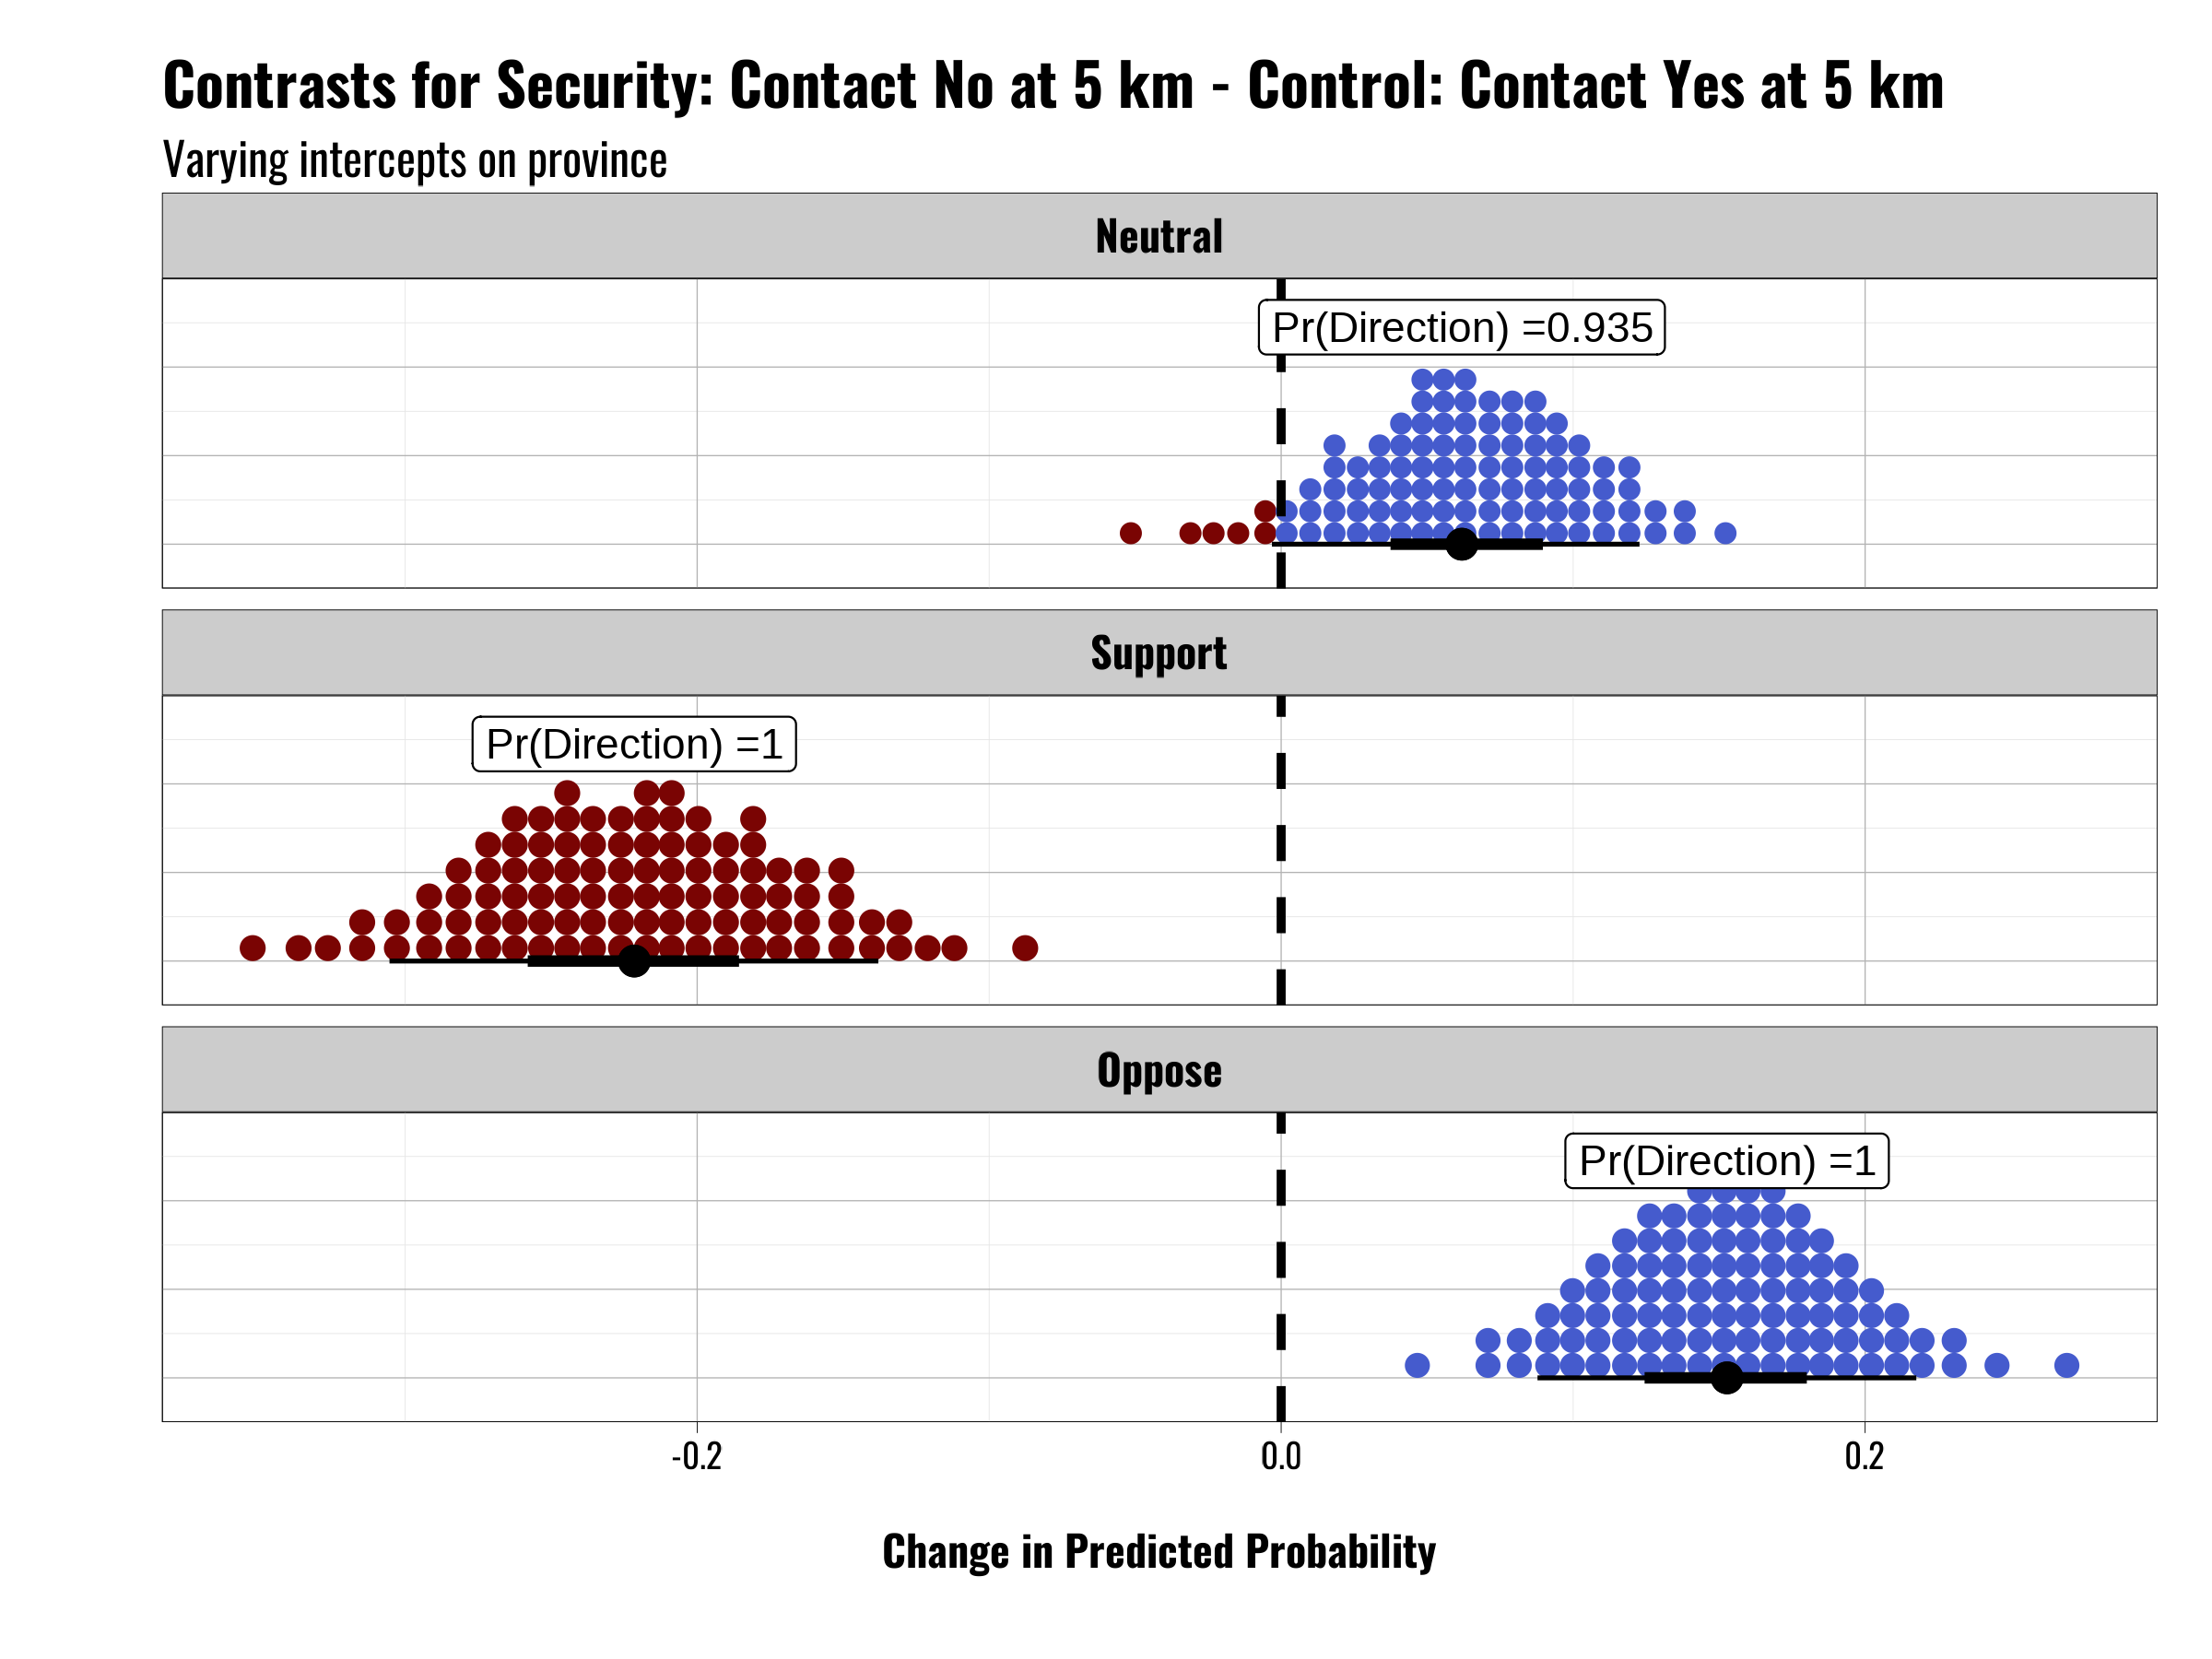 Contrasts for Security: Contact No at 5 km - Control: Contact Yes at 5 km
Varying intercepts on province
Neutral
Pr(Direction) =0.935
Support
Pr(Direction) =1
Oppose
Pr(Direction) =1
-0.2
0.0
0.2
Change in Predicted Probability